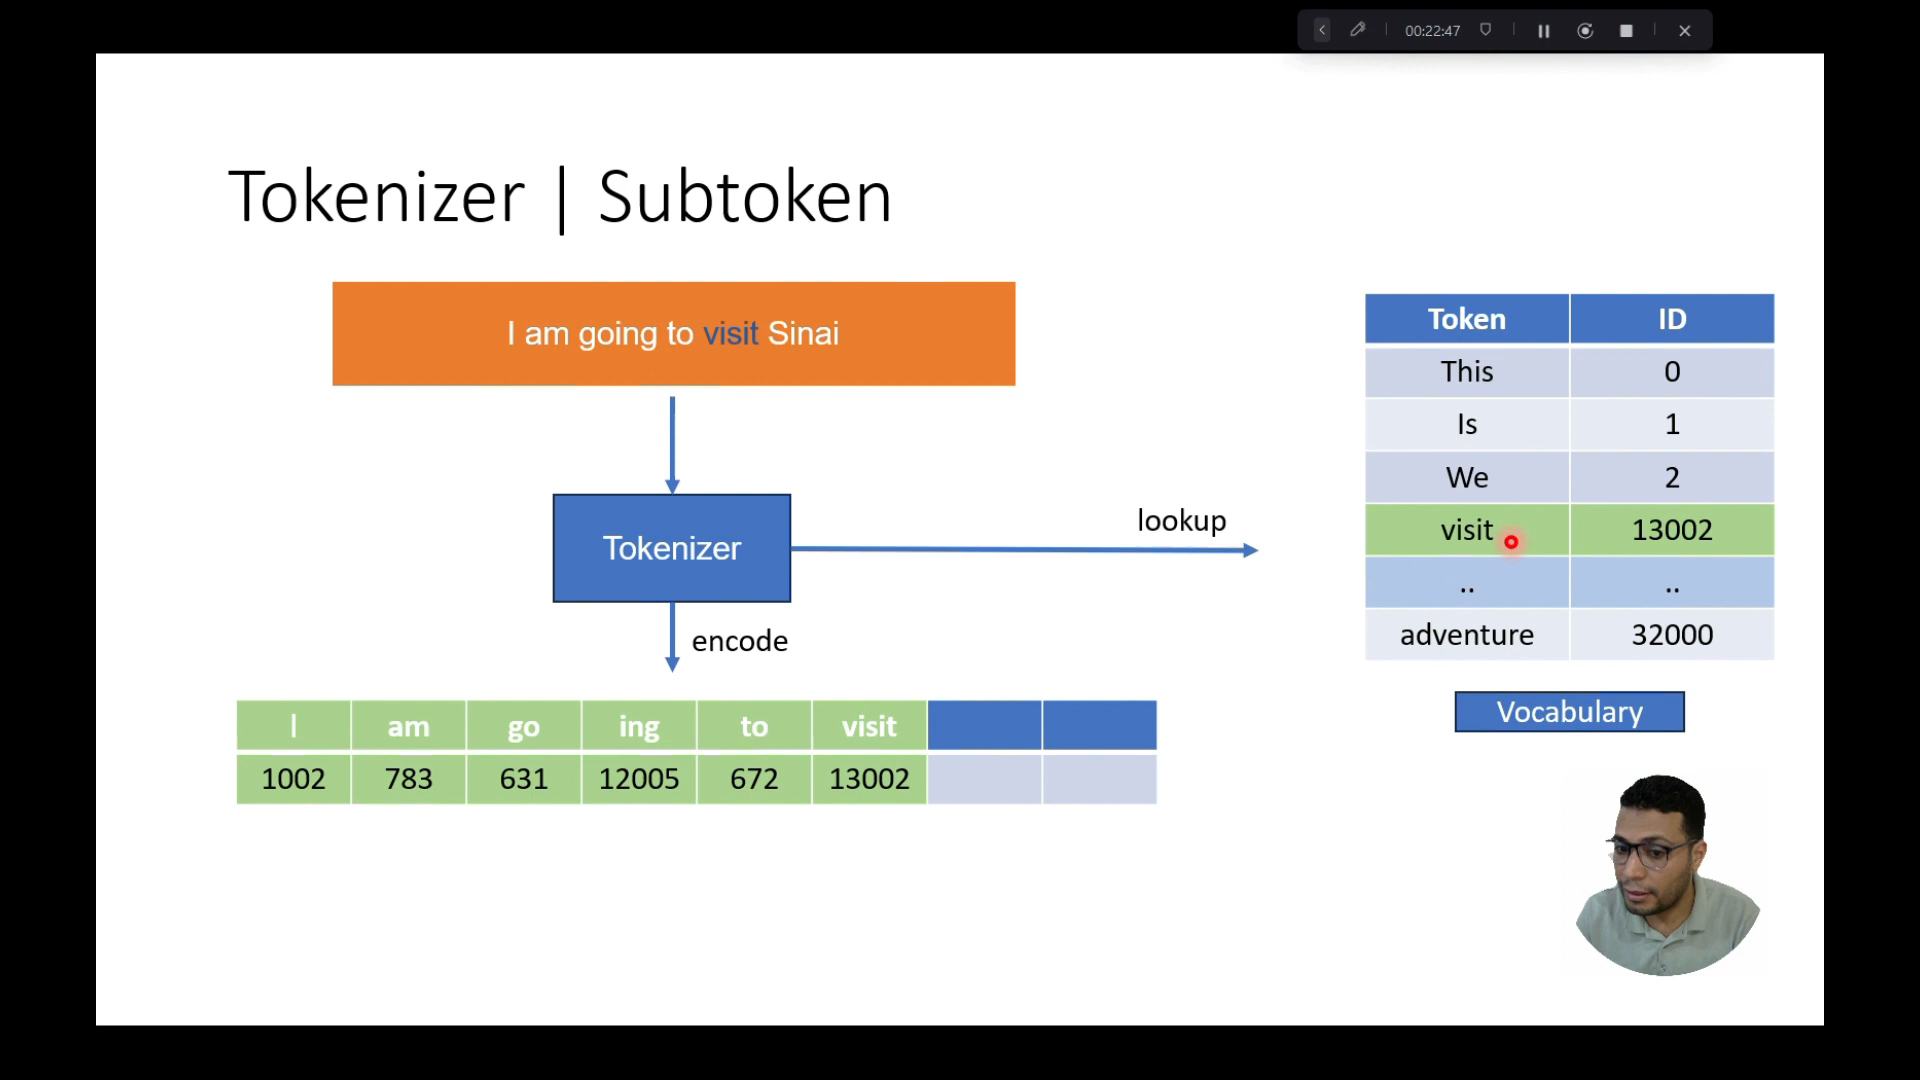 00:22:47
Tokenizer | Subtoken
I am going to visit Sinai
Tokenizer
lookup
encode
I am go ing to visit
1002 783 631 12005 672 13002
Token ID
This 0
Is 1
We 2
visit 13002
.. ..
adventure 32000
Vocabulary